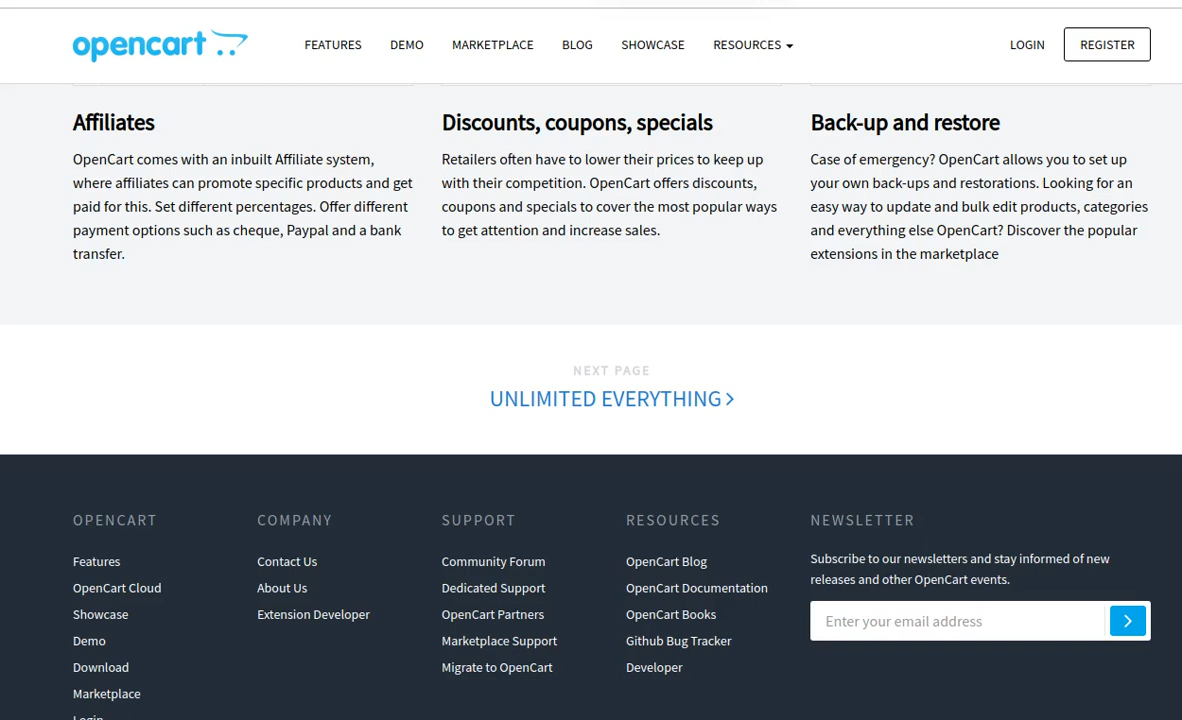 opencart
FEATURES DEMO MARKETPLACE BLOG SHOWCASE RESOURCES LOGIN REGISTER
Affiliates
OpenCart comes with an inbuilt Affiliate system,
where affiliates can promote specific products and get
paid for this. Set different percentages. Offer different
payment options such as cheque, Paypal and a bank
transfer.
Discounts, coupons, specials
Retailers often have to lower their prices to keep up
with their competition. OpenCart offers discounts,
coupons and specials to cover the most popular ways
to get attention and increase sales.
Back-up and restore
Case of emergency? OpenCart allows you to set up
your own back-ups and restorations. Looking for an
easy way to update and bulk edit products, categories
and everything else OpenCart? Discover the popular
extensions in the marketplace
NEXT PAGE
UNLIMITED EVERYTHING
OPENCART
Features
OpenCart Cloud
Showcase
Demo
Download
Marketplace
Login
COMPANY
Contact Us
About Us
Extension Developer
SUPPORT
Community Forum
Dedicated Support
OpenCart Partners
Marketplace Support
Migrate to OpenCart
RESOURCES
OpenCart Blog
OpenCart Documentation
OpenCart Books
Github Bug Tracker
Developer
NEWSLETTER
Subscribe to our newsletters and stay informed of new
releases and other OpenCart events.
Enter your email address